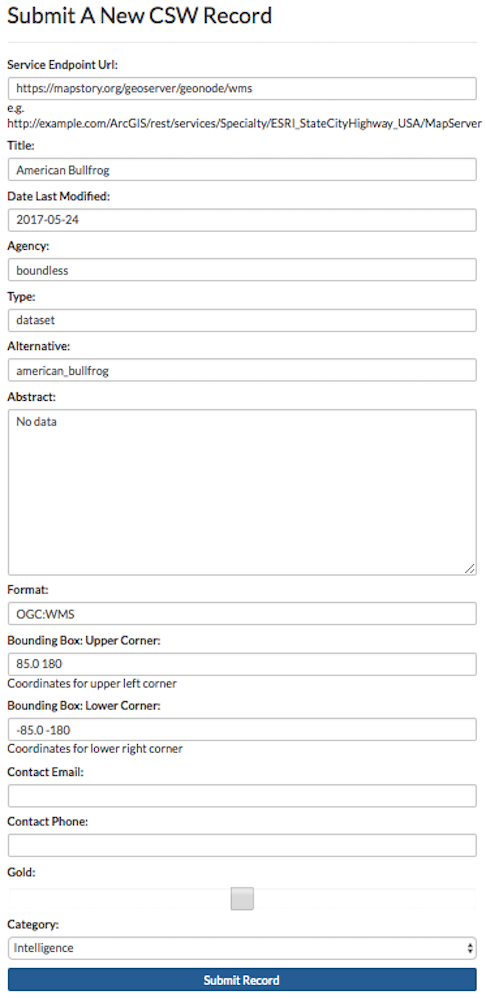 Submit A New CSW Record
Service Endpoint Url:
https://mapstory.org/geoserver/geonode/wms
e.g.
http://example.com/ArcGIS/rest/services/Specialty/ESRI_StateCityHighway_USA/MapServer
Title:
American Bullfrog
Date Last Modified:
2017-05-24
Agency:
boundless
Type:
dataset
Alternative:
american_bullfrog
Abstract:
No data
Format:
OGC:WMS
Bounding Box: Upper Corner:
85.0 180
Coordinates for upper left corner
Bounding Box: Lower Corner:
-85.0 -180
Coordinates for lower right corner
Contact Email:
Contact Phone:
Gold:
Category:
Intelligence
Submit Record